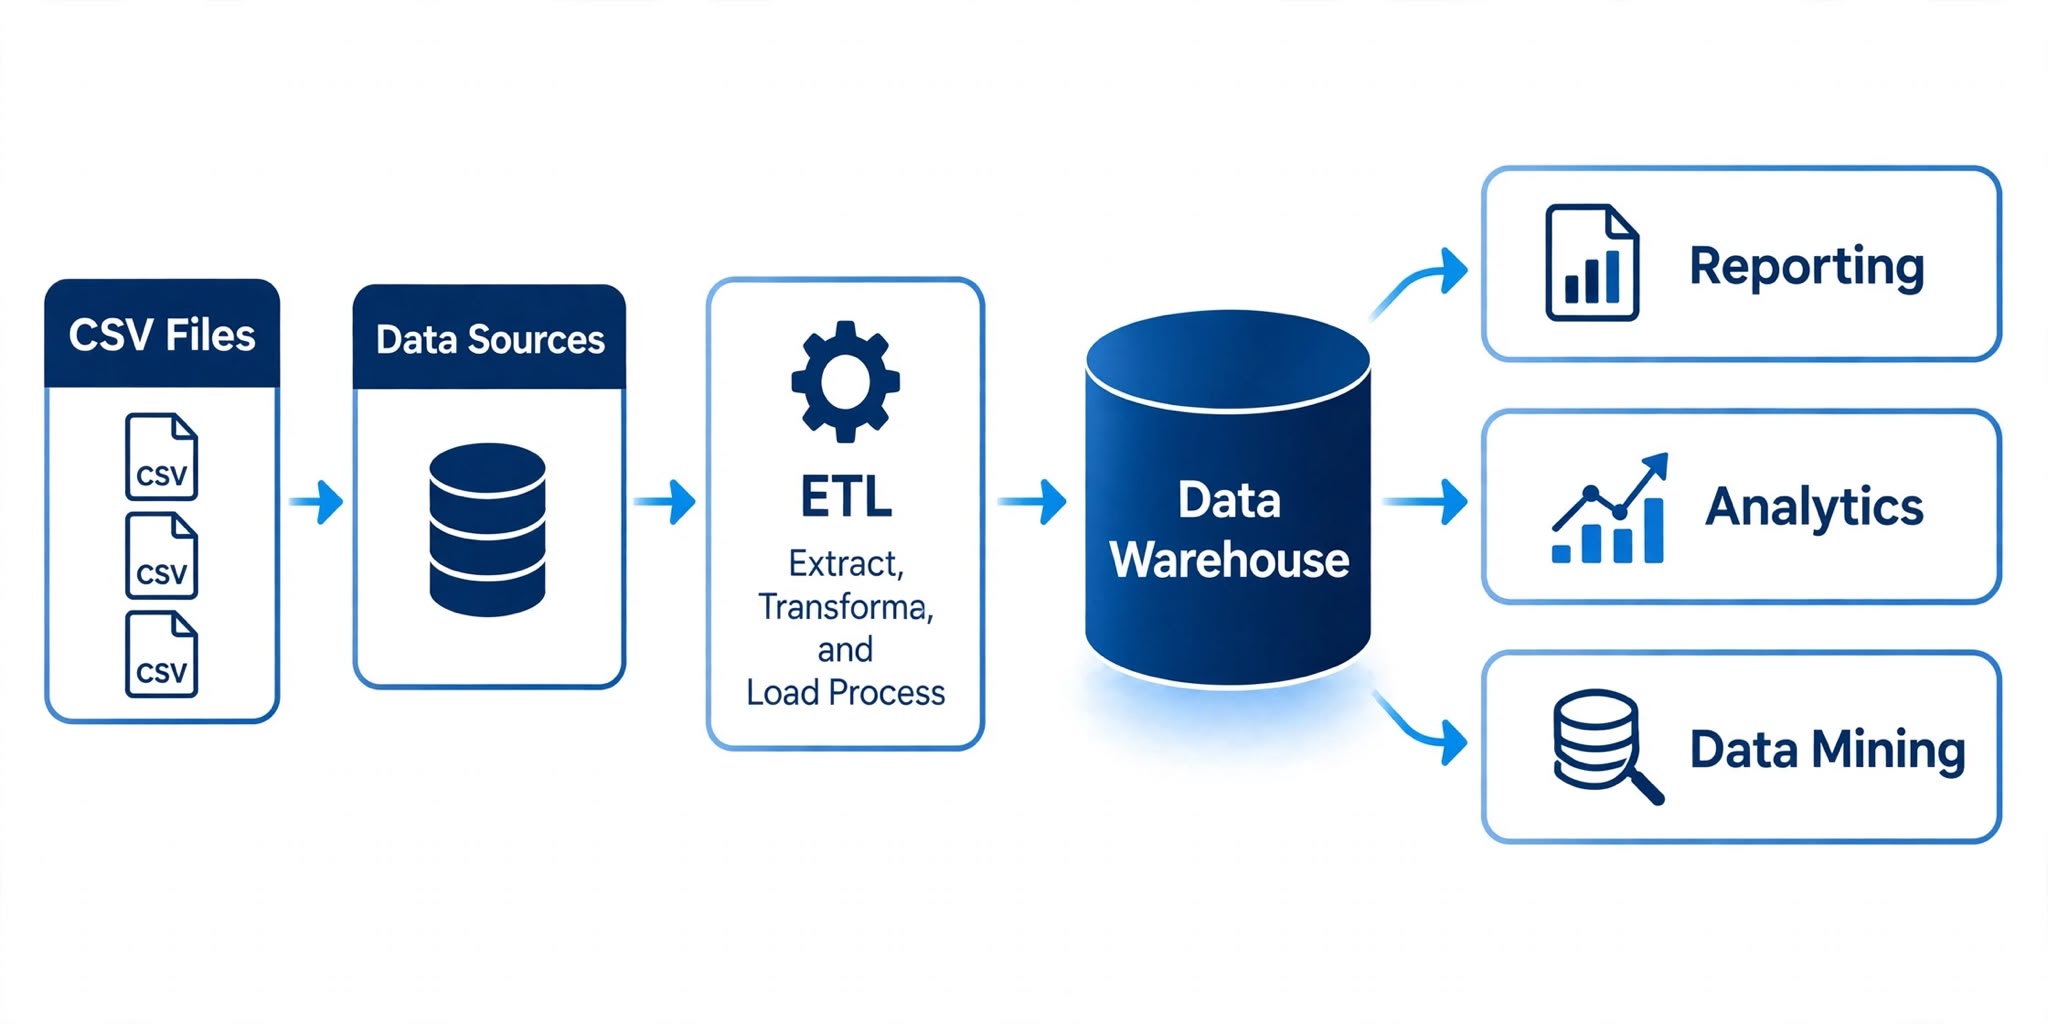 CSV Files
CSV
CSV
CSV
Data Sources
ETL
Extract,
Transforma,
and
Load Process
Data
Warehouse
Reporting
Analytics
Data Mining